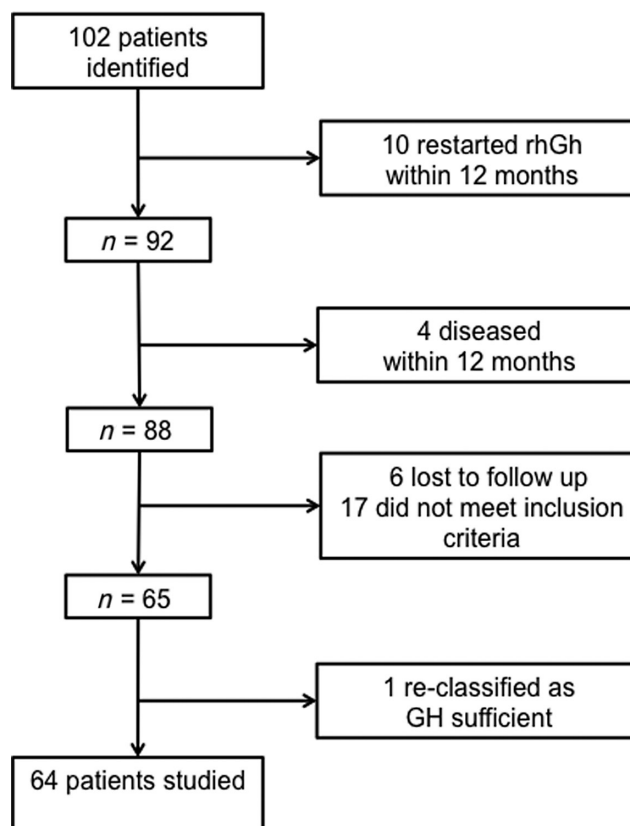 102 patients
identified
10 restarted rhGh
within 12 months
n = 92
4 diseased
within 12 months
n = 88
6 lost to follow up
17 did not meet inclusion
criteria
n = 65
1 re-classified as
GH sufficient
64 patients studied